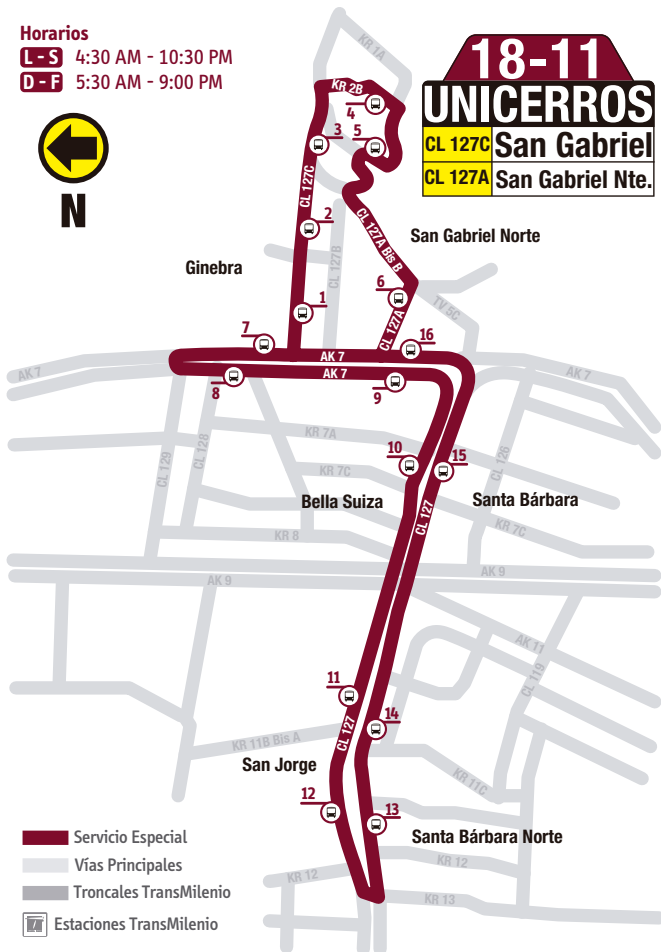 Horarios
L - S 4:30 AM - 10:30 PM
D - F 5:30 AM - 9:00 PM
N
18-11
UNICERROS
CL 127C San Gabriel
CL 127A San Gabriel Nte.
KR 1A
KR 2B
4
3
5
CL 127C
2
CL 127B
CL 127A Bis B
San Gabriel Norte
Ginebra
6
TV 5C
1
CL 127A
7
16
AK 7
AK 7
AK 7
AK 7
8
9
KR 7A
CL 128
CL 129
10
15
CL 126
KR 7C
Bella Suiza
CL 127
Santa Bárbara
KR 7C
KR 8
AK 9
AK 9
AK 11
CL 119
11
14
CL 127
KR 11B Bis A
San Jorge
KR 11C
12
13
Santa Bárbara Norte
KR 12
KR 12
KR 13
Servicio Especial
Vías Principales
Troncales TransMilenio
Estaciones TransMilenio